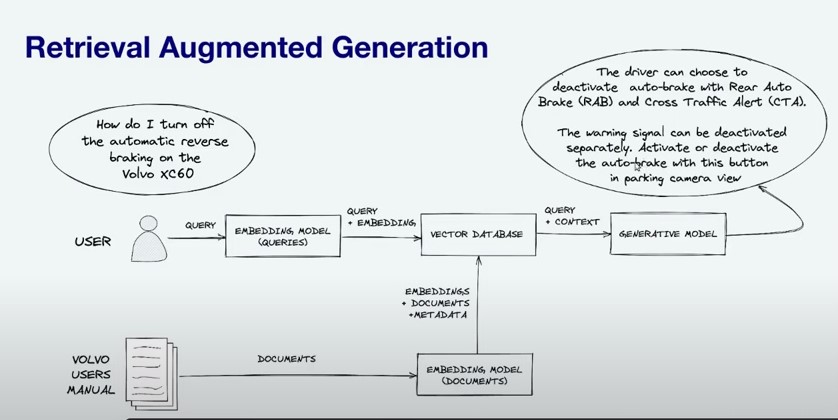 Retrieval Augmented Generation
How do I turn off
the automatic reverse
braking on the
Volvo XC60
The driver can choose to
deactivate auto-brake with Rear Auto
Brake (RAB) and Cross Traffic Alert (CTA).
The warning signal can be deactivated
separately. Activate or deactivate
the auto-brake with this button
in parking camera view
USER
QUERY
EMBEDDING MODEL
(QUERIES)
QUERY
+ EMBEDDING
VECTOR DATABASE
QUERY
+ CONTEXT
GENERATIVE MODEL
EMBEDDINGS
+ DOCUMENTS
+METADATA
VOLVO
USERS
MANUAL
DOCUMENTS
EMBEDDING MODEL
(DOCUMENTS)